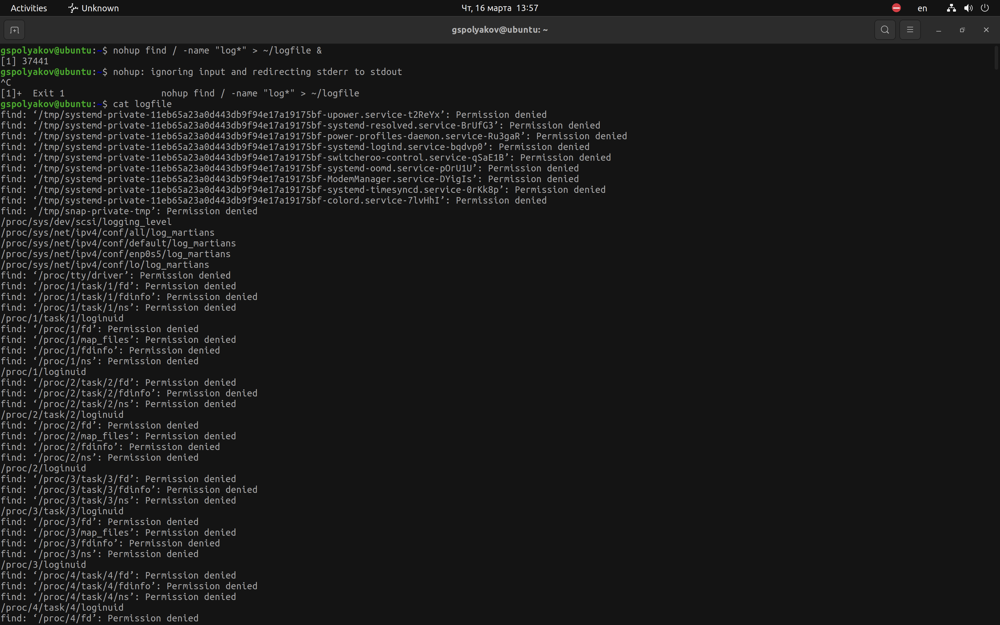 Activities Unknown Чт, 16 марта 13:57 en
gspolyakov@ubuntu: ~
gspolyakov@ubuntu:~$ nohup find / -name "log*" > ~/logfile &
[1] 37441
gspolyakov@ubuntu:~$ nohup: ignoring input and redirecting stderr to stdout
^C
[1]+  Exit 1                  nohup find / -name "log*" > ~/logfile
gspolyakov@ubuntu:~$ cat logfile
find: ‘/tmp/systemd-private-11eb65a23a0d443db9f94e17a19175bf-upower.service-t2ReYx’: Permission denied
find: ‘/tmp/systemd-private-11eb65a23a0d443db9f94e17a19175bf-systemd-resolved.service-BrUfG3’: Permission denied
find: ‘/tmp/systemd-private-11eb65a23a0d443db9f94e17a19175bf-power-profiles-daemon.service-Ru3gaR’: Permission denied
find: ‘/tmp/systemd-private-11eb65a23a0d443db9f94e17a19175bf-systemd-logind.service-bqdvp0’: Permission denied
find: ‘/tmp/systemd-private-11eb65a23a0d443db9f94e17a19175bf-switcheroo-control.service-qSaE1B’: Permission denied
find: ‘/tmp/systemd-private-11eb65a23a0d443db9f94e17a19175bf-systemd-oomd.service-pOrU1U’: Permission denied
find: ‘/tmp/systemd-private-11eb65a23a0d443db9f94e17a19175bf-ModemManager.service-DYigIs’: Permission denied
find: ‘/tmp/systemd-private-11eb65a23a0d443db9f94e17a19175bf-systemd-timesyncd.service-0rKk8p’: Permission denied
find: ‘/tmp/systemd-private-11eb65a23a0d443db9f94e17a19175bf-colord.service-7lvHhI’: Permission denied
find: ‘/tmp/snap-private-tmp’: Permission denied
/proc/sys/dev/scsi/logging_level
/proc/sys/net/ipv4/conf/all/log_martians
/proc/sys/net/ipv4/conf/default/log_martians
/proc/sys/net/ipv4/conf/enp0s5/log_martians
/proc/sys/net/ipv4/conf/lo/log_martians
find: ‘/proc/tty/driver’: Permission denied
find: ‘/proc/1/task/1/fd’: Permission denied
find: ‘/proc/1/task/1/fdinfo’: Permission denied
find: ‘/proc/1/task/1/ns’: Permission denied
/proc/1/task/1/loginuid
find: ‘/proc/1/fd’: Permission denied
find: ‘/proc/1/map_files’: Permission denied
find: ‘/proc/1/fdinfo’: Permission denied
find: ‘/proc/1/ns’: Permission denied
/proc/1/loginuid
find: ‘/proc/2/task/2/fd’: Permission denied
find: ‘/proc/2/task/2/fdinfo’: Permission denied
find: ‘/proc/2/task/2/ns’: Permission denied
/proc/2/task/2/loginuid
find: ‘/proc/2/fd’: Permission denied
find: ‘/proc/2/map_files’: Permission denied
find: ‘/proc/2/fdinfo’: Permission denied
find: ‘/proc/2/ns’: Permission denied
/proc/2/loginuid
find: ‘/proc/3/task/3/fd’: Permission denied
find: ‘/proc/3/task/3/fdinfo’: Permission denied
find: ‘/proc/3/task/3/ns’: Permission denied
/proc/3/task/3/loginuid
find: ‘/proc/3/fd’: Permission denied
find: ‘/proc/3/map_files’: Permission denied
find: ‘/proc/3/fdinfo’: Permission denied
find: ‘/proc/3/ns’: Permission denied
/proc/3/loginuid
find: ‘/proc/4/task/4/fd’: Permission denied
find: ‘/proc/4/task/4/fdinfo’: Permission denied
find: ‘/proc/4/task/4/ns’: Permission denied
/proc/4/task/4/loginuid
find: ‘/proc/4/fd’: Permission denied